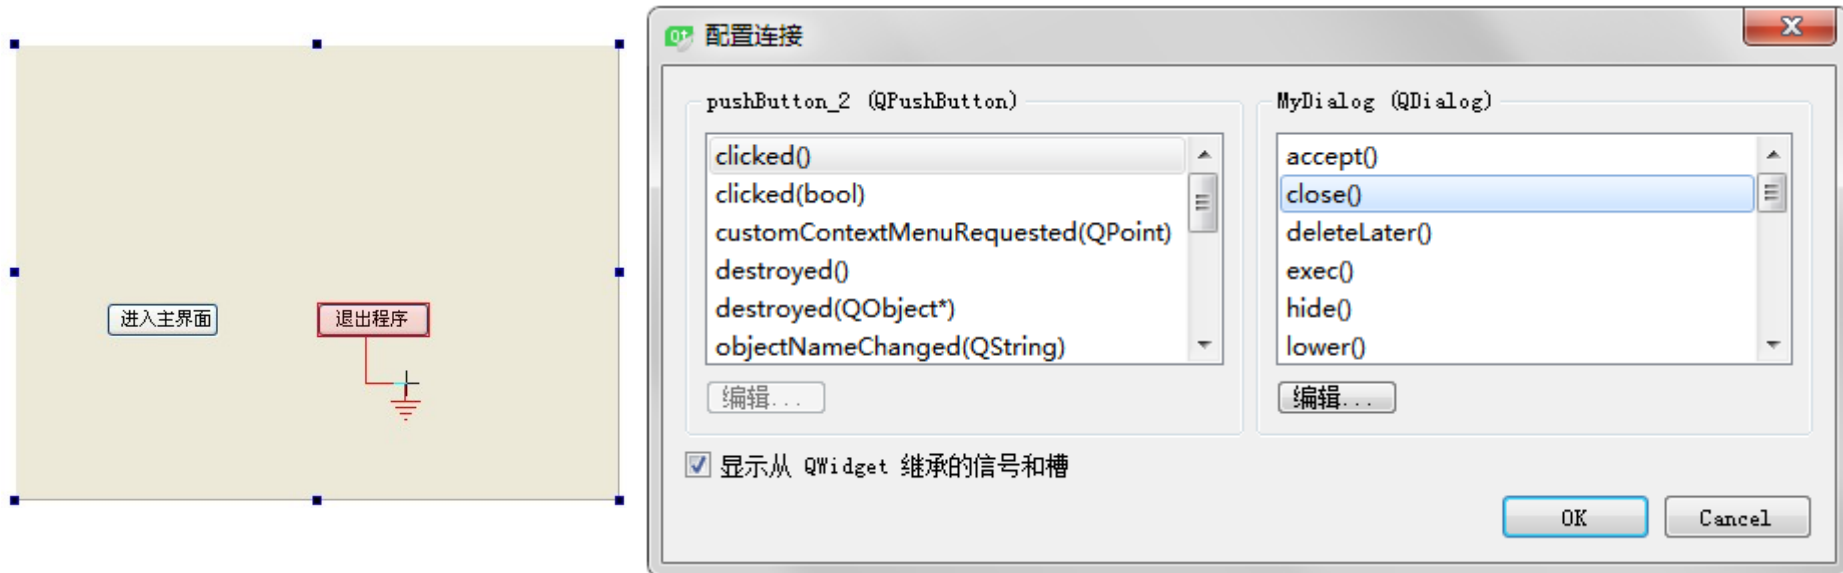 进入主界面
退出程序
配置连接
pushButton_2 (QPushButton)
clicked()
clicked(bool)
customContextMenuRequested(QPoint)
destroyed()
destroyed(QObject*)
objectNameChanged(QString)
编辑...
MyDialog (QDialog)
accept()
close()
deleteLater()
exec()
hide()
lower()
编辑...
显示从 QWidget 继承的信号和槽
OK
Cancel